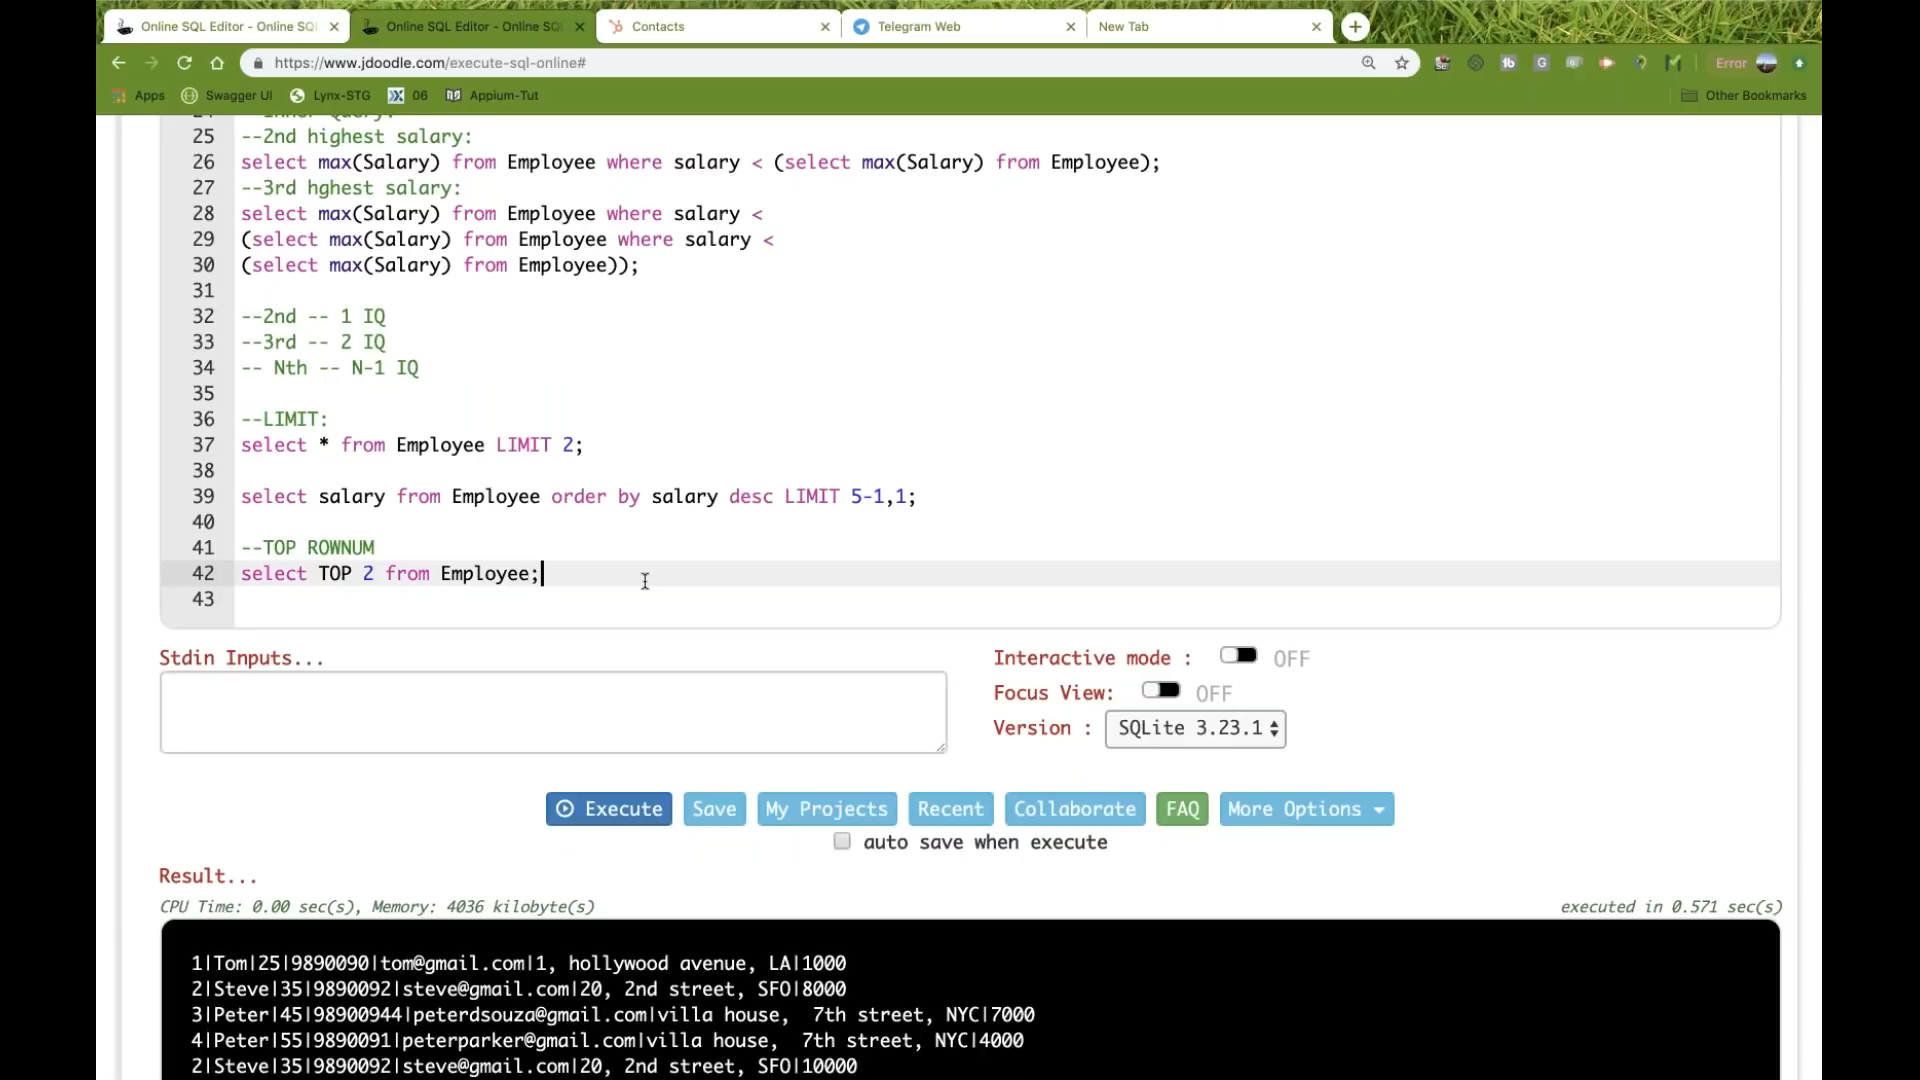 Online SQL Editor - Online SQ
Online SQL Editor - Online SQ
Contacts
Telegram Web
New Tab
https://www.jdoodle.com/execute-sql-online#
Error
Apps
Swagger UI
Lynx-STG
06
Appium-Tut
Other Bookmarks
25 --2nd highest salary:
26 select max(Salary) from Employee where salary < (select max(Salary) from Employee);
27 --3rd hghest salary:
28 select max(Salary) from Employee where salary <
29 (select max(Salary) from Employee where salary <
30 (select max(Salary) from Employee));
31
32 --2nd -- 1 IQ
33 --3rd -- 2 IQ
34 -- Nth -- N-1 IQ
35
36 --LIMIT:
37 select * from Employee LIMIT 2;
38
39 select salary from Employee order by salary desc LIMIT 5-1,1;
40
41 --TOP ROWNUM
42 select TOP 2 from Employee;
43
Stdin Inputs...
Interactive mode : OFF
Focus View: OFF
Version : SQLite 3.23.1
Execute
Save
My Projects
Recent
Collaborate
FAQ
More Options
auto save when execute
Result...
CPU Time: 0.00 sec(s), Memory: 4036 kilobyte(s)
executed in 0.571 sec(s)
1|Tom|25|9890090|tom@gmail.com|1, hollywood avenue, LA|1000
2|Steve|35|9890092|steve@gmail.com|20, 2nd street, SFO|8000
3|Peter|45|98900944|peterdsouza@gmail.com|villa house,  7th street, NYC|7000
4|Peter|55|9890091|peterparker@gmail.com|villa house,  7th street, NYC|4000
2|Steve|35|9890092|steve@gmail.com|20, 2nd street, SFO|10000